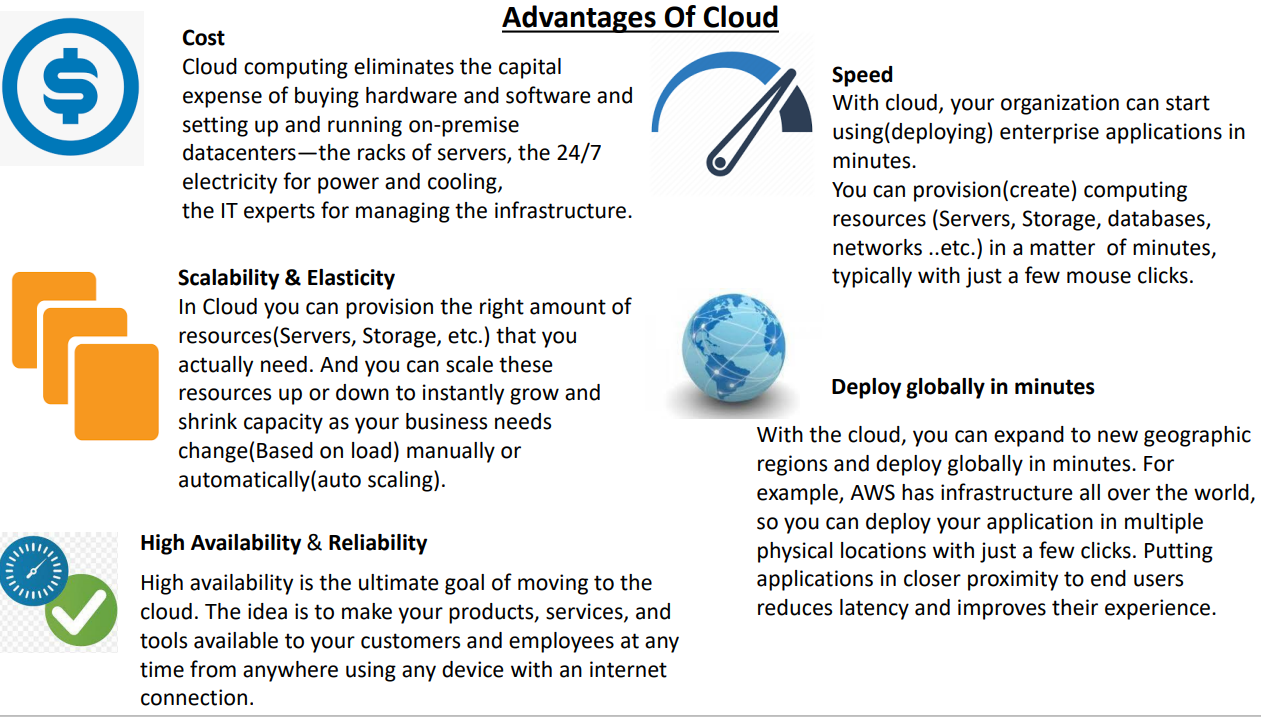 Advantages Of Cloud
Cost
Cloud computing eliminates the capital
expense of buying hardware and software and
setting up and running on-premise
datacenters—the racks of servers, the 24/7
electricity for power and cooling,
the IT experts for managing the infrastructure.
Scalability & Elasticity
In Cloud you can provision the right amount of
resources(Servers, Storage, etc.) that you
actually need. And you can scale these
resources up or down to instantly grow and
shrink capacity as your business needs
change(Based on load) manually or
automatically(auto scaling).
High Availability & Reliability
High availability is the ultimate goal of moving to the
cloud. The idea is to make your products, services, and
tools available to your customers and employees at any
time from anywhere using any device with an internet
connection.
Speed
With cloud, your organization can start
using(deploying) enterprise applications in
minutes.
You can provision(create) computing
resources (Servers, Storage, databases,
networks ..etc.) in a matter  of minutes,
typically with just a few mouse clicks.
Deploy globally in minutes
With the cloud, you can expand to new geographic
regions and deploy globally in minutes. For
example, AWS has infrastructure all over the world,
so you can deploy your application in multiple
physical locations with just a few clicks. Putting
applications in closer proximity to end users
reduces latency and improves their experience.